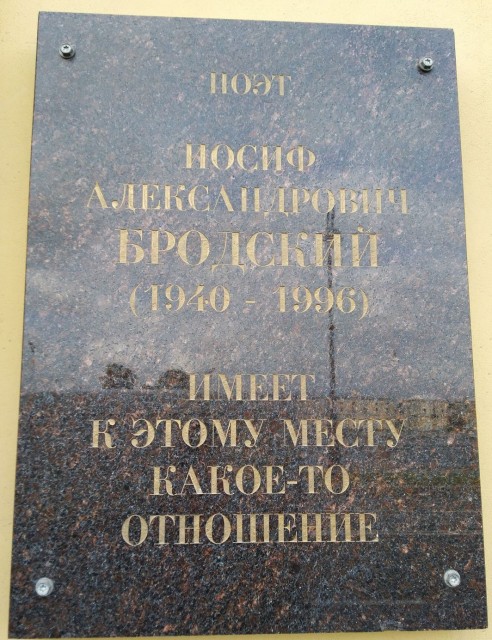 ПОЭТ
ИОСИФ
АЛЕКСАНДРОВИЧ
БРОДСКИЙ
(1940 - 1996)
ИМЕЕТ
К ЭТОМУ МЕСТУ
КАКОЕ-ТО
ОТНОШЕНИЕ